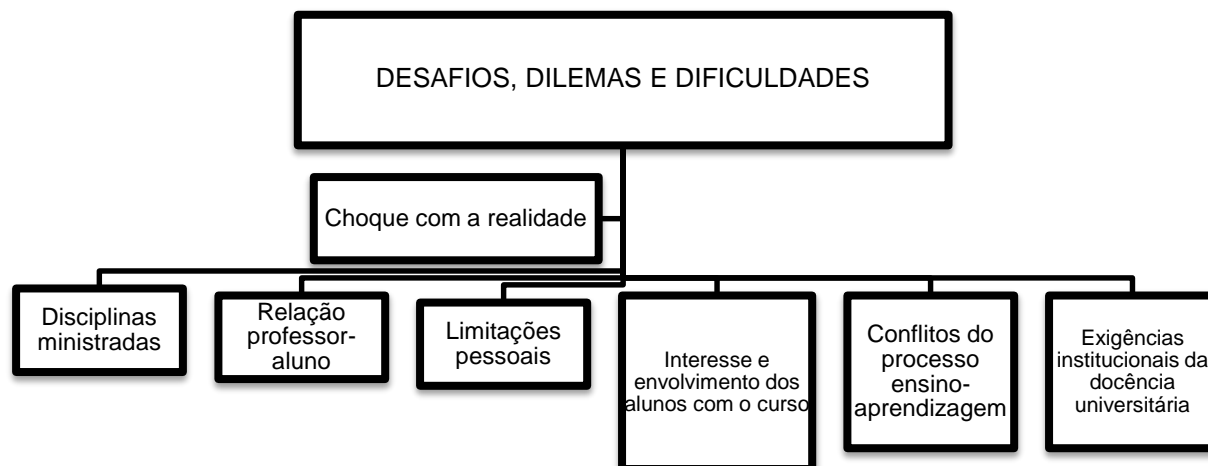 DESAFIOS, DILEMAS E DIFICULDADES
Choque com a realidade
Disciplinas
ministradas
Relação
professor-
aluno
Limitações
pessoais
Interesse e
envolvimento dos
alunos com o curso
Conflitos do
processo
ensino-
aprendizagem
Exigências
institucionais da
docência
universitária